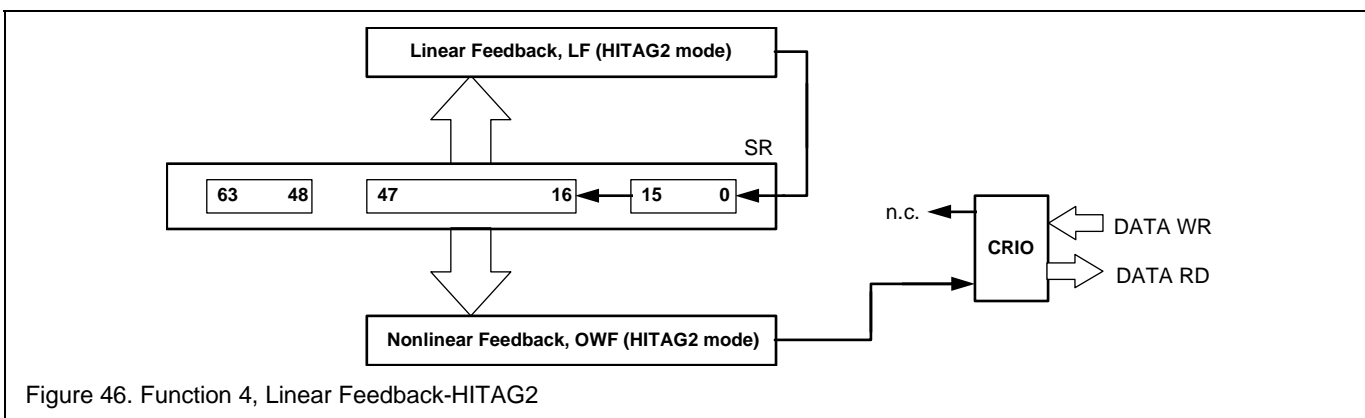 Linear Feedback, LF (HITAG2 mode)
SR
63 48 47 16 15 0
n.c.
CRIO
DATA WR
DATA RD
Nonlinear Feedback, OWF (HITAG2 mode)
Figure 46. Function 4, Linear Feedback-HITAG2